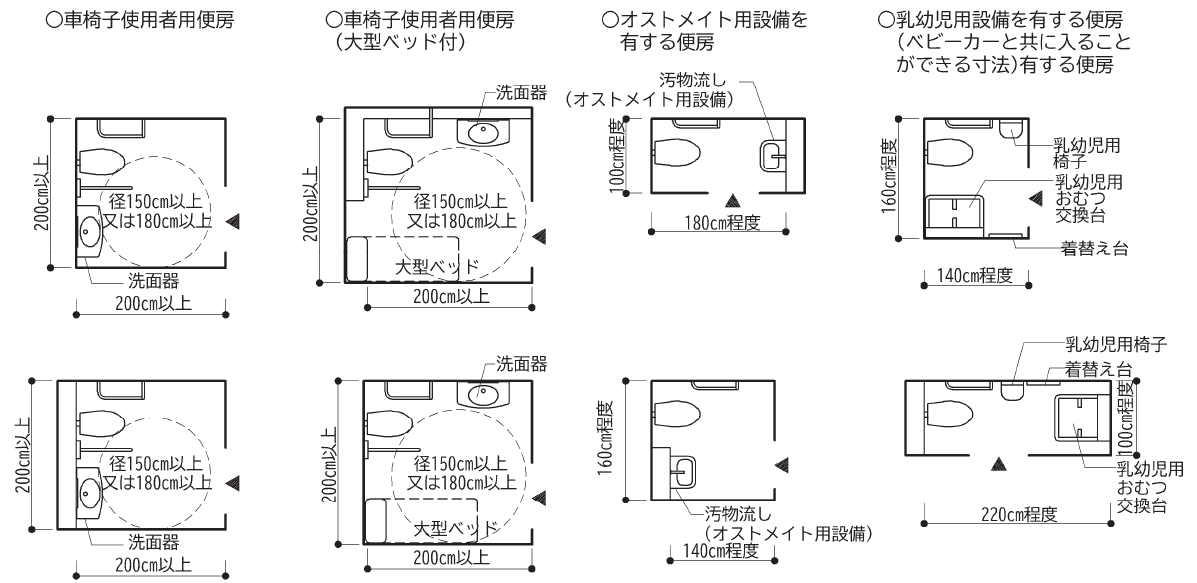 ○車椅子使用者用便房
200cm以上
径150cm以上
又は180cm以上
洗面器
200cm以上
200cm以上
径150cm以上
又は180cm以上
洗面器
200cm以上
○車椅子使用者用便房
（大型ベッド付）
洗面器
200cm以上
径150cm以上
又は180cm以上
大型ベッド
200cm以上
洗面器
200cm以上
径150cm以上
又は180cm以上
大型ベッド
200cm以上
○オストメイト用設備を
有する便房
汚物流し
（オストメイト用設備）
100cm程度
180cm程度
160cm程度
汚物流し
（オストメイト用設備）
140cm程度
○乳幼児用設備を有する便房
（ベビーカーと共に入ること
ができる寸法）有する便房
160cm程度
乳幼児用
椅子
乳幼児用
おむつ
交換台
着替え台
140cm程度
乳幼児用椅子
着替え台
100cm程度
乳幼児用
おむつ
交換台
220cm程度